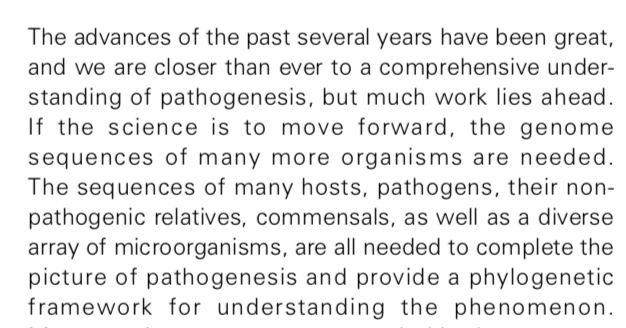 The advances of the past several years have been great,
and we are closer than ever to a comprehensive under-
standing of pathogenesis, but much work lies ahead.
If the science is to move forward, the genome
sequences of many more organisms are needed.
The sequences of many hosts, pathogens, their non-
pathogenic relatives, commensals, as well as a diverse
array of microorganisms, are all needed to complete the
picture of pathogenesis and provide a phylogenetic
framework for understanding the phenomenon.